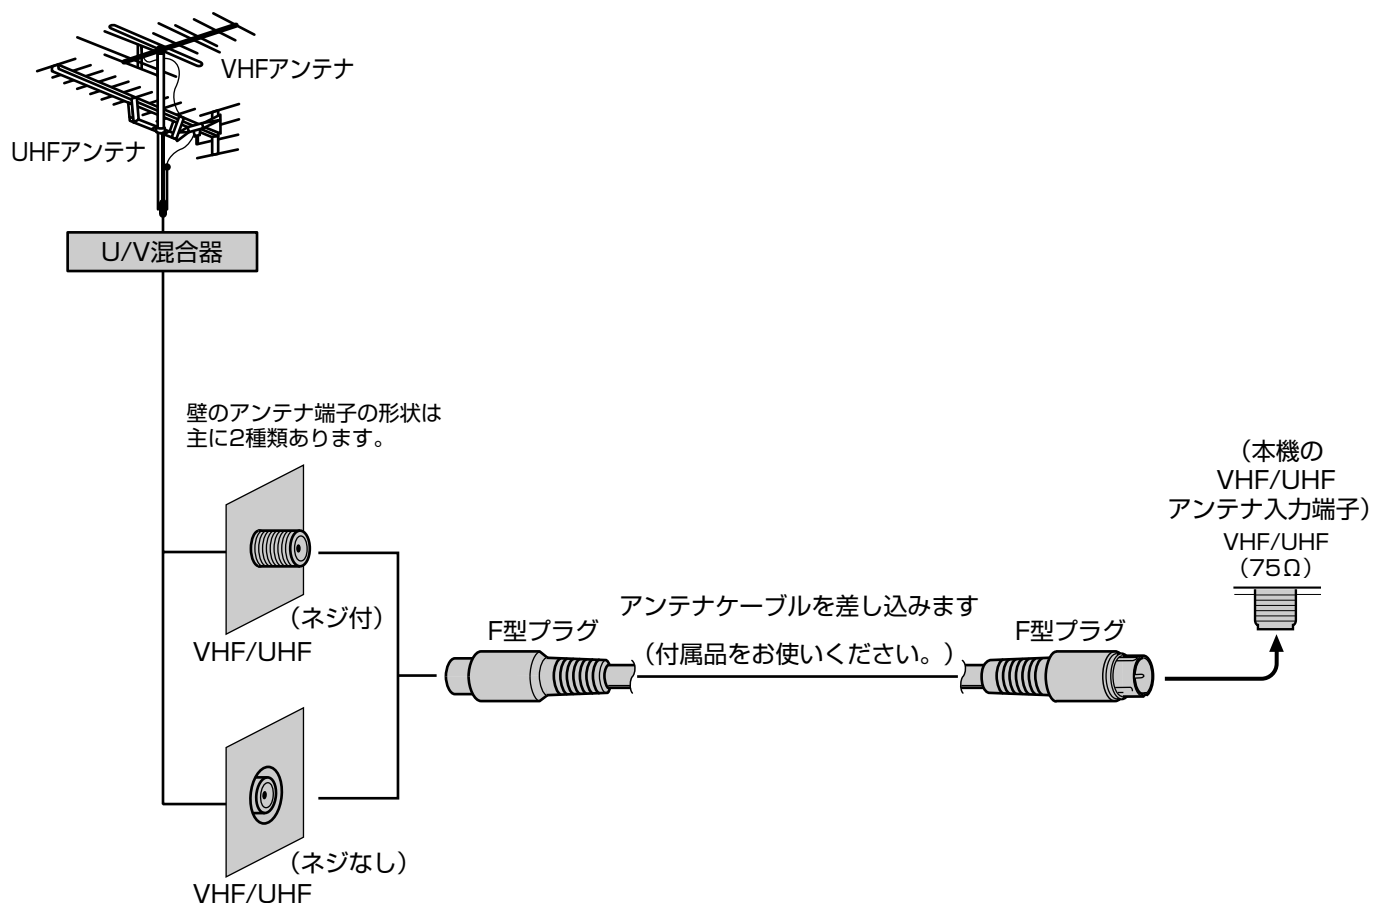 VHFアンテナ
UHFアンテナ
U/V混合器
壁のアンテナ端子の形状は
主に2種類あります。
（ネジ付）
VHF/UHF
（ネジなし）
VHF/UHF
F型プラグ
アンテナケーブルを差し込みます
（付属品をお使いください。）
F型プラグ
（本機の
VHF/UHF
アンテナ入力端子）
VHF/UHF
（75Ω）